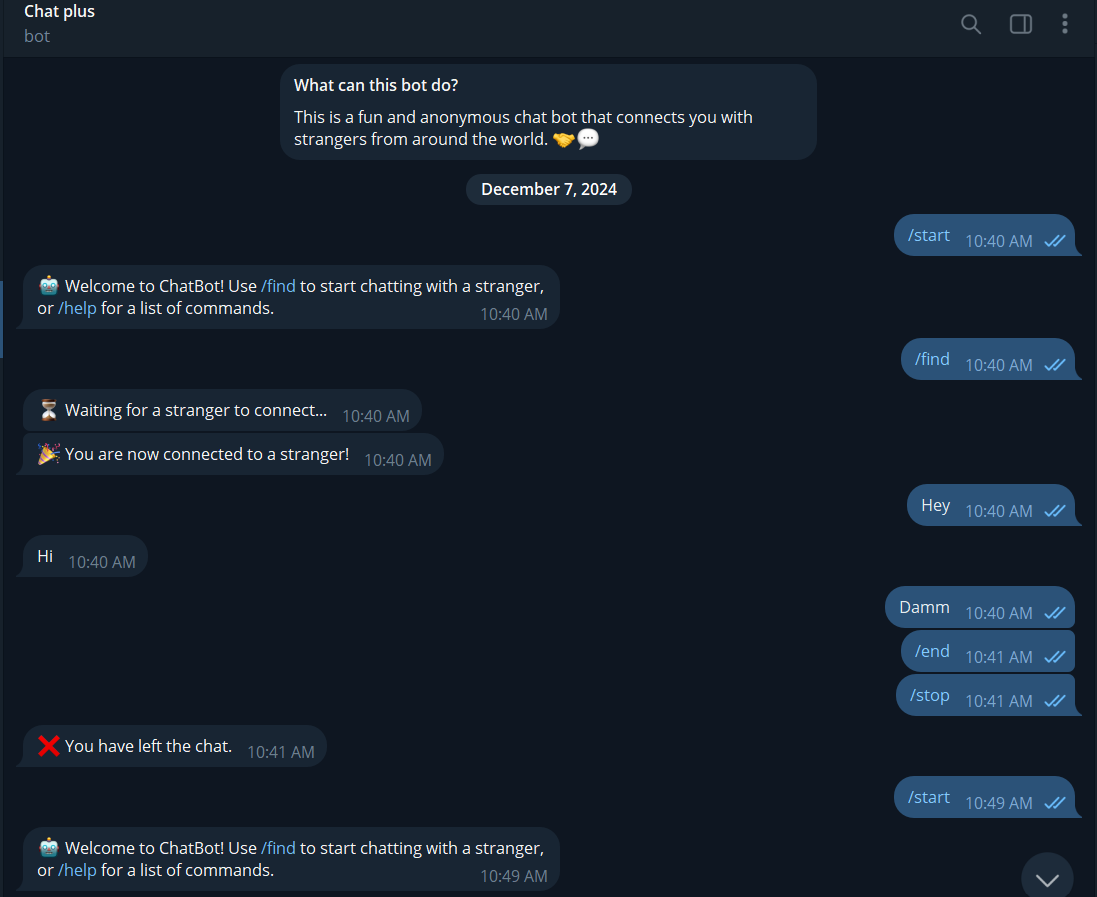 Chat plus
bot
What can this bot do?
This is a fun and anonymous chat bot that connects you with
strangers from around the world. 🤝💬
December 7, 2024
/start 10:40 AM
🤖 Welcome to ChatBot! Use /find to start chatting with a stranger,
or /help for a list of commands. 10:40 AM
/find 10:40 AM
⏳ Waiting for a stranger to connect... 10:40 AM
🎉 You are now connected to a stranger! 10:40 AM
Hey 10:40 AM
Hi 10:40 AM
Damm 10:40 AM
/end 10:41 AM
/stop 10:41 AM
❌ You have left the chat. 10:41 AM
/start 10:49 AM
🤖 Welcome to ChatBot! Use /find to start chatting with a stranger,
or /help for a list of commands. 10:49 AM